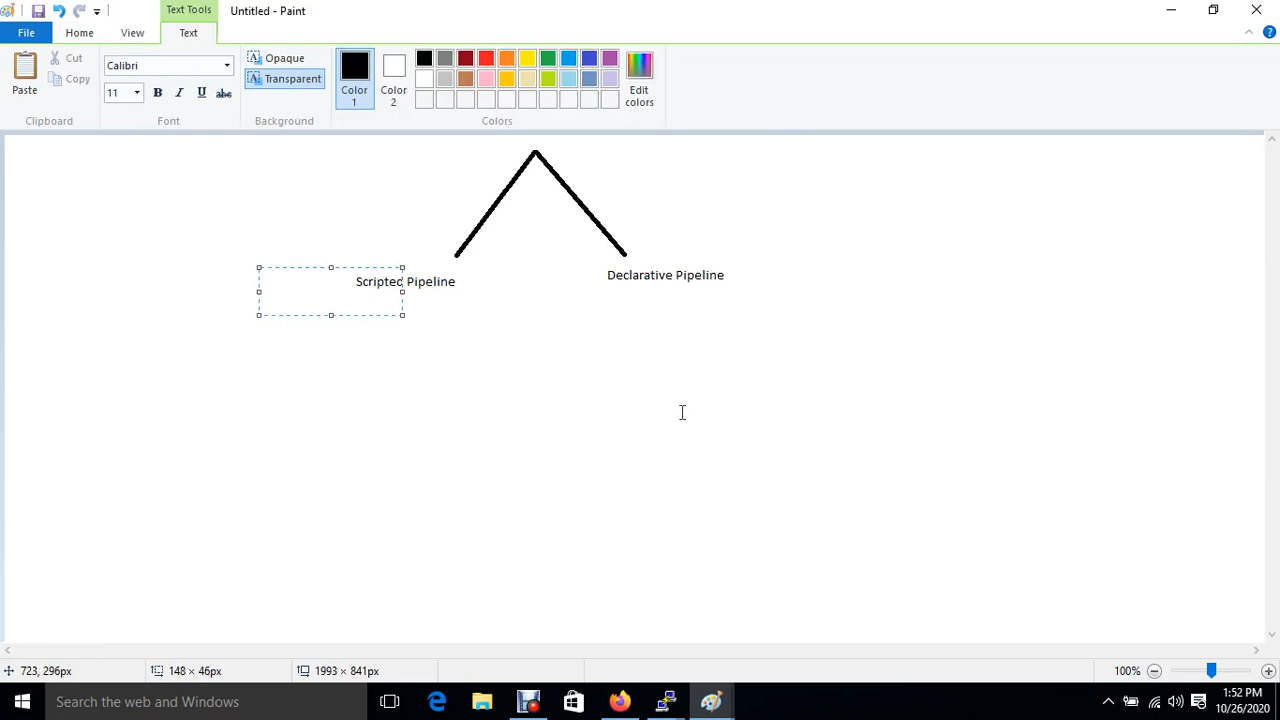 Text Tools
Untitled - Paint
File
Home
View
Text
Paste
Cut
Copy
Clipboard
Calibri
11
B I U abc
Font
Opaque
Transparent
Background
Color
1
Color
2
Edit
colors
Colors
Scripted Pipeline
Declarative Pipeline
723, 296px
148 × 46px
1993 × 841px
100%
Search the web and Windows
1:52 PM
10/26/2020